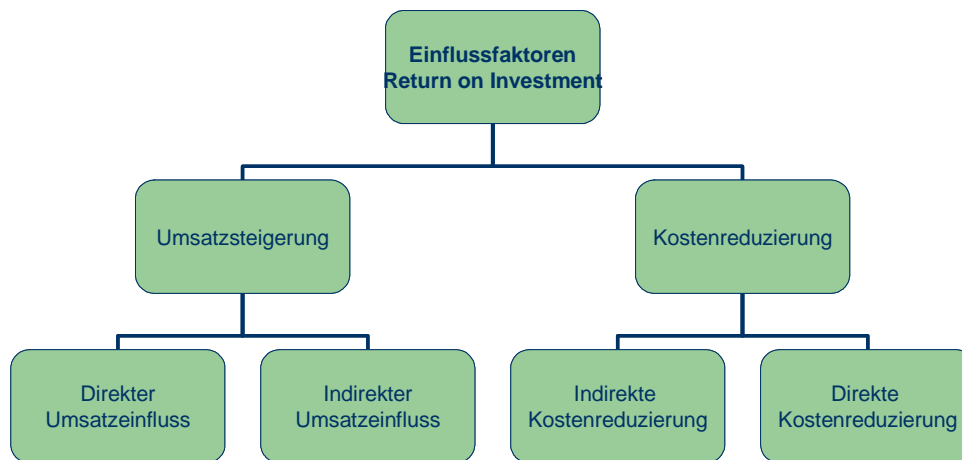 Einflussfaktoren
Return on Investment
Umsatzsteigerung
Kostenreduzierung
Direkter
Umsatzeinfluss
Indirekter
Umsatzeinfluss
Indirekte
Kostenreduzierung
Direkte
Kostenreduzierung